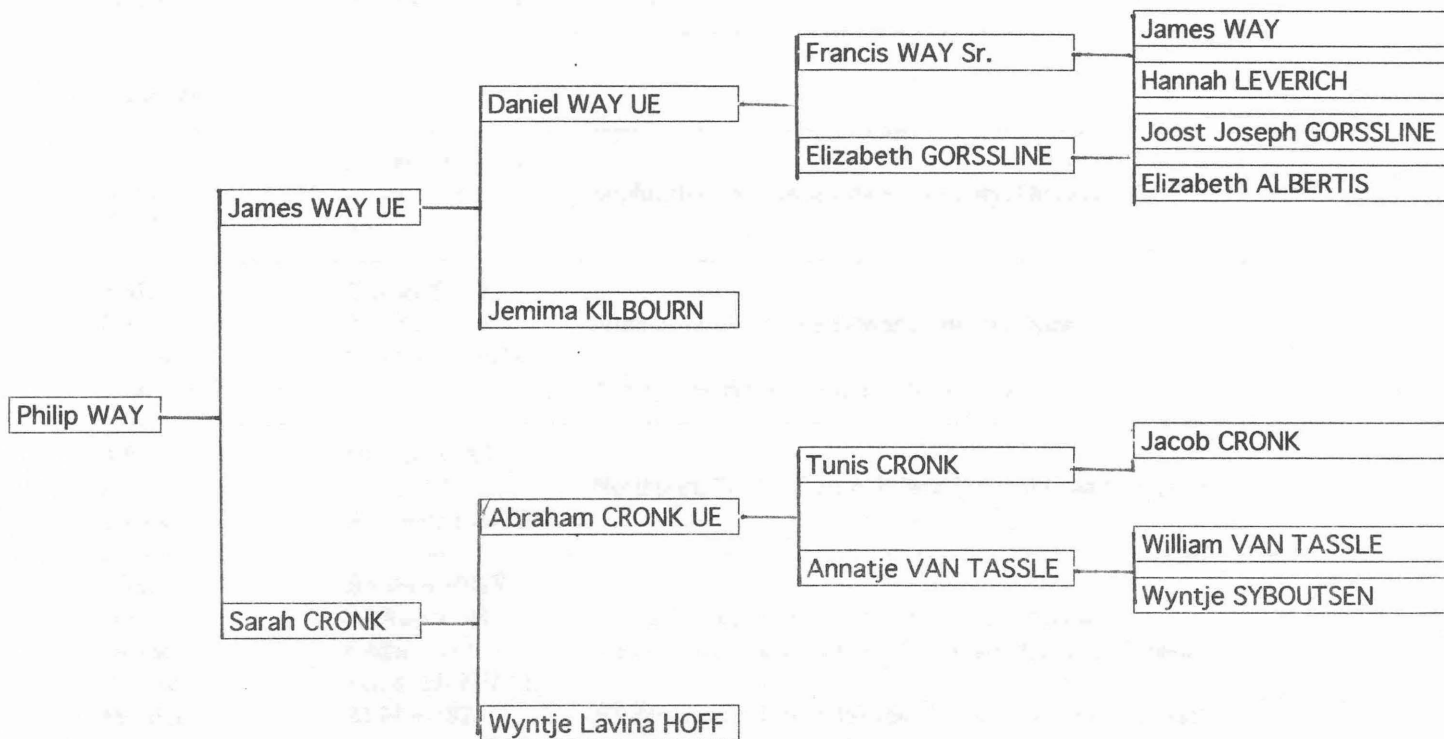 James WAY
Francis WAY Sr.
Hannah LEVERICH
Daniel WAY UE
Joost Joseph GORSSLINE
Elizabeth GORSSLINE
Elizabeth ALBERTIS
James WAY UE
Jemima KILBOURN
Philip WAY
Jacob CRONK
Tunis CRONK
Abraham CRONK UE
William VAN TASSLE
Annatje VAN TASSLE
Wyntje SYBOUTSEN
Sarah CRONK
Wyntje Lavina HOFF